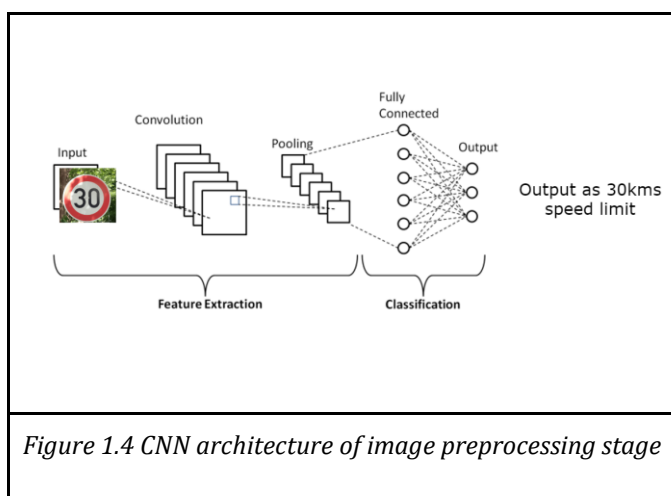 Fully
Connected
Convolution
Pooling
Output
Input
30
Output as 30kms
speed limit
Feature Extraction
Classification
Figure 1.4 CNN architecture of image preprocessing stage